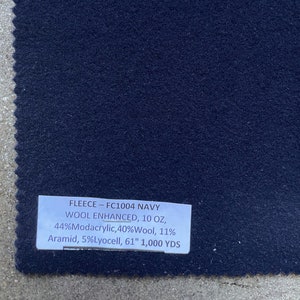 FLEECE – FC1004 NAVY
WOOL ENHANCED, 10 OZ,
44%Modacrylic,40%Wool, 11%
Aramid, 5%Lyocell, 61" 1,000 YDS